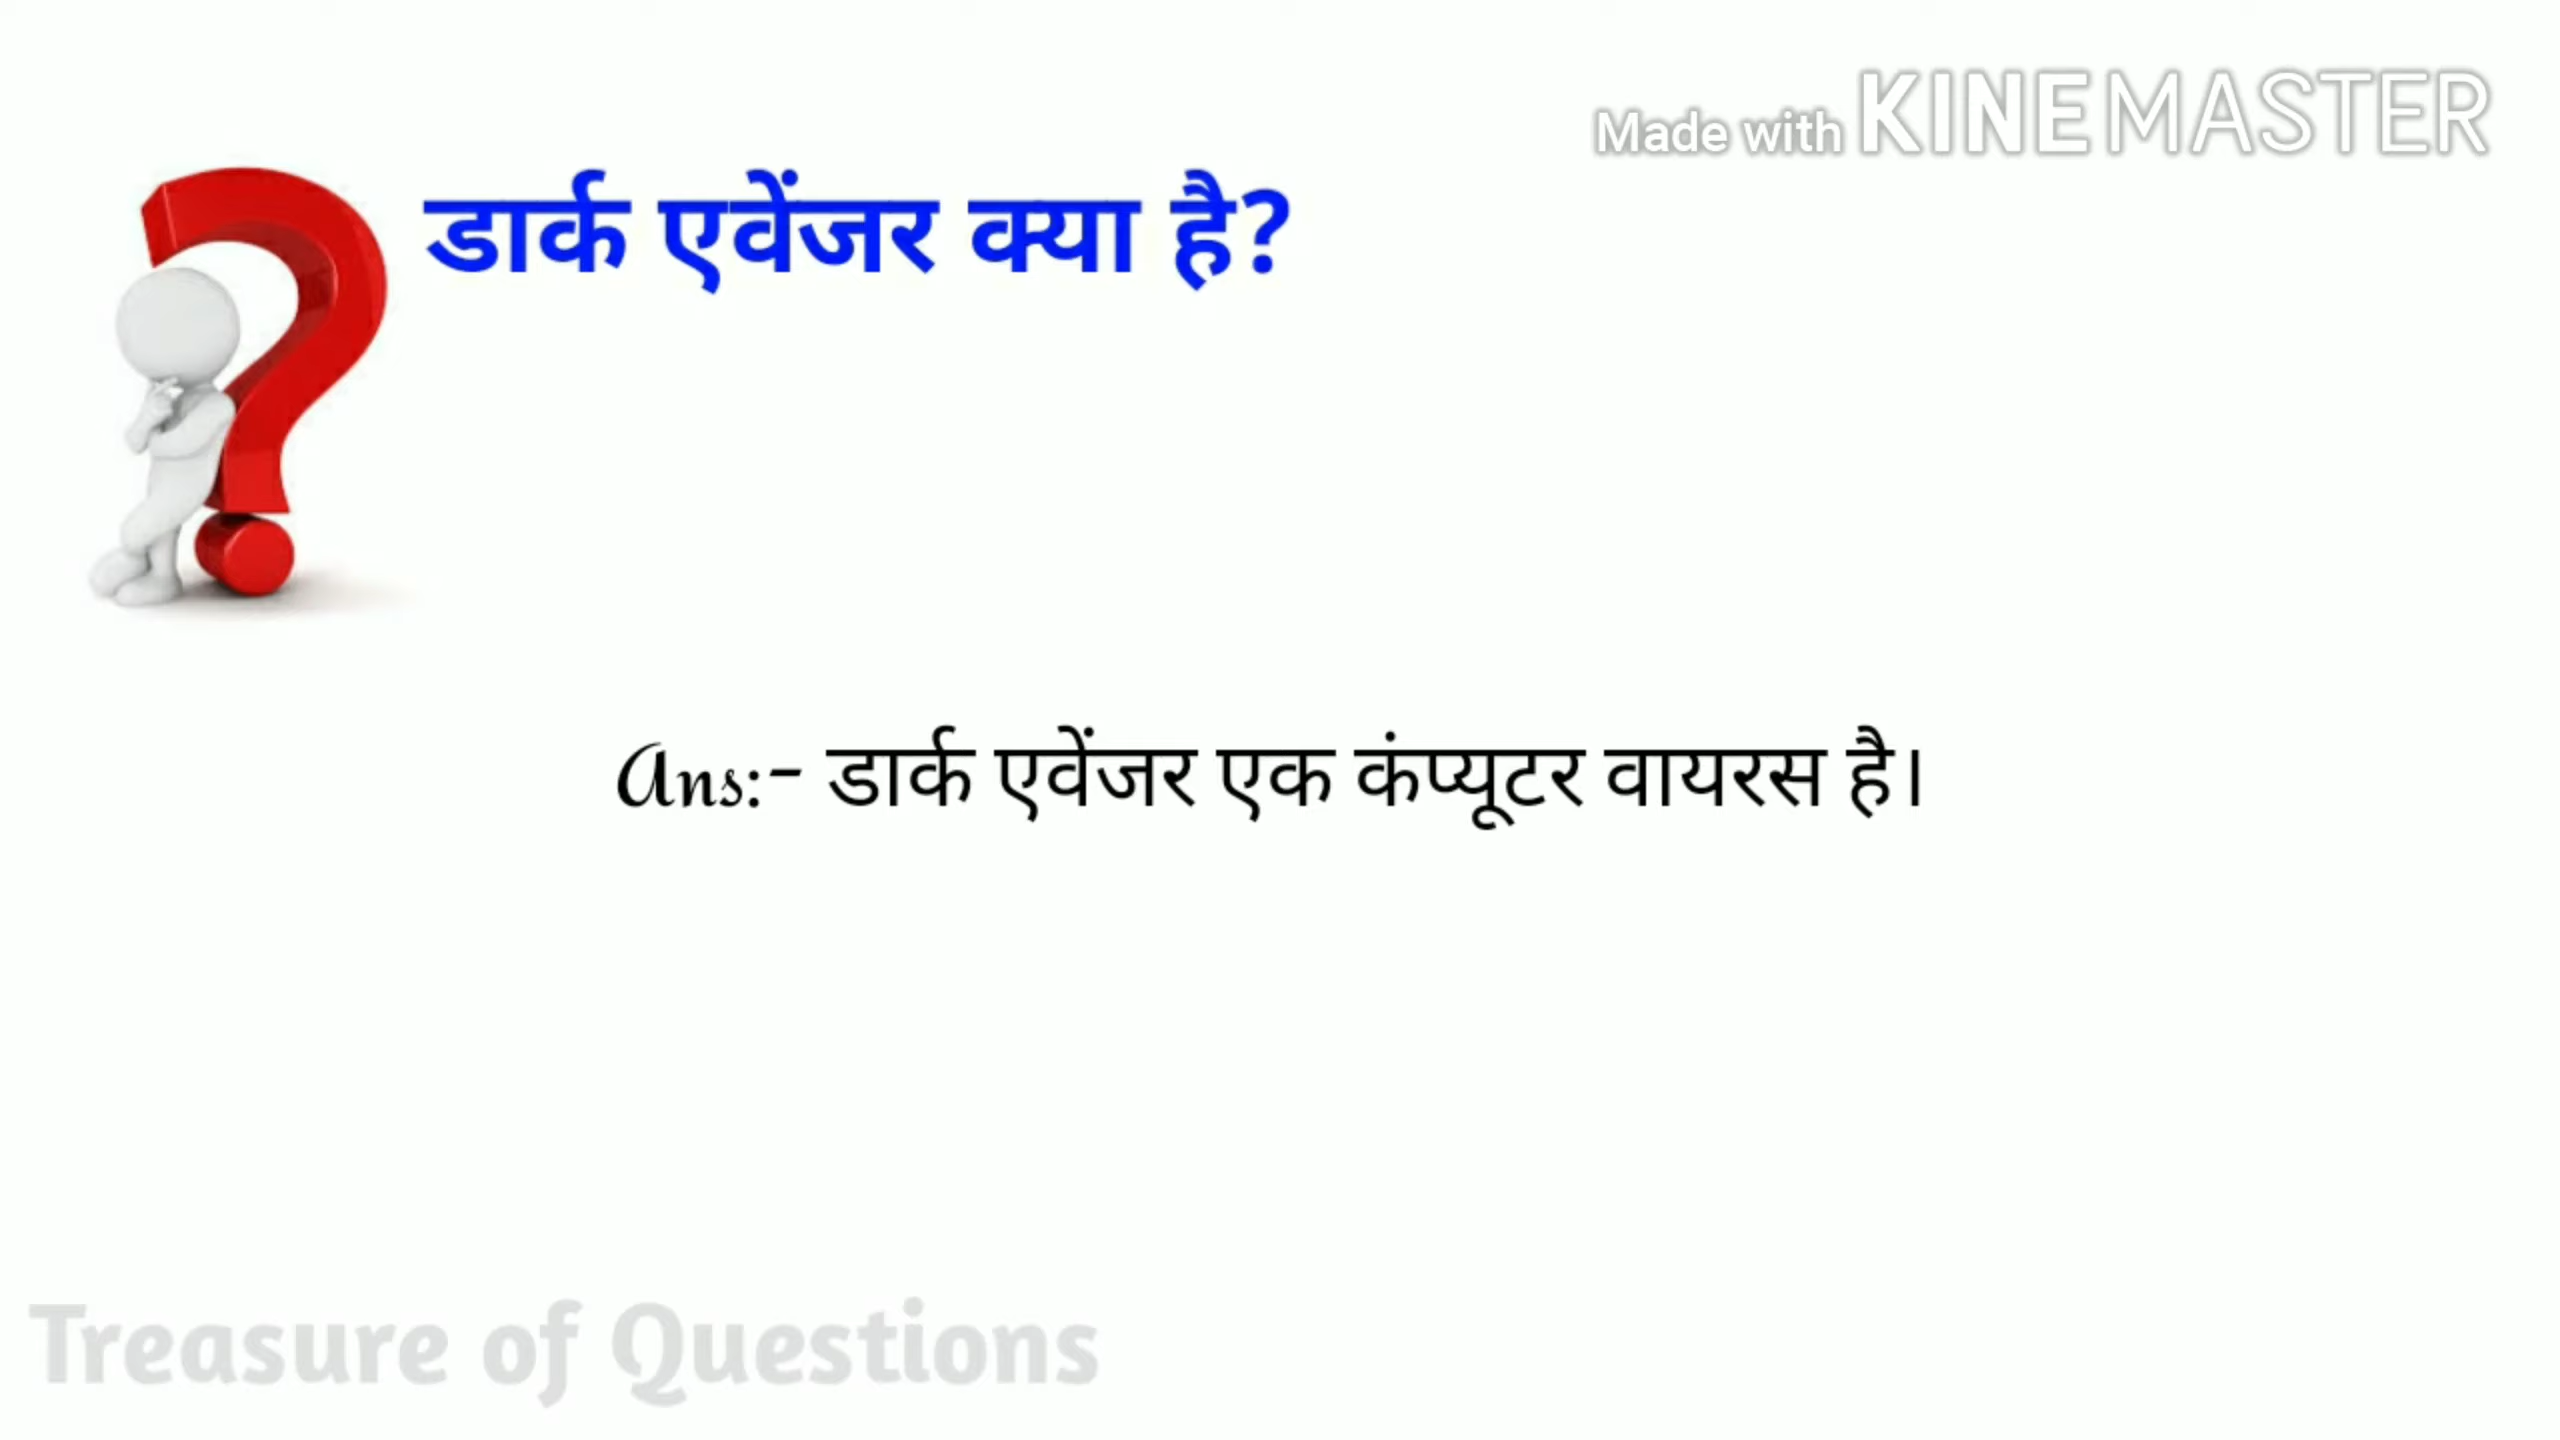 Made with KINEMASTER
डार्क एवेंजर क्या है?
Ans:- डार्क एवेंजर एक कंप्यूटर वायरस है।
Treasure of Questions